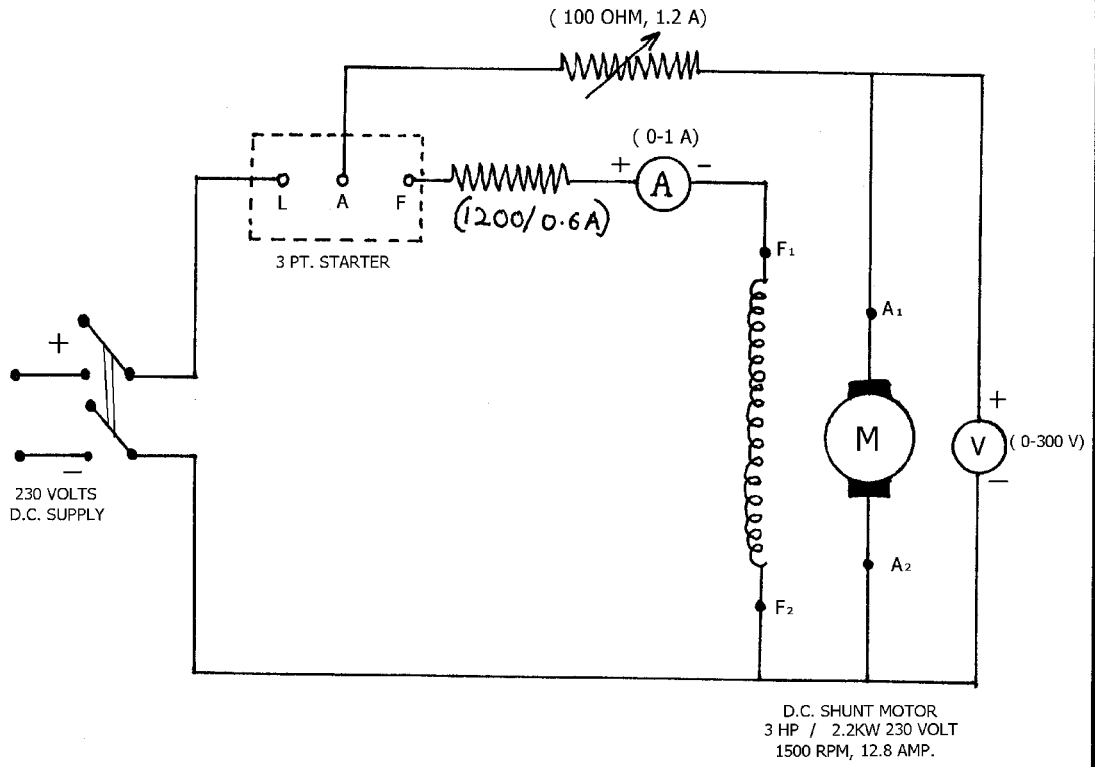 ( 100 OHM, 1.2 A)
( 0-1 A)
+ A -
L A F
(1200/0.6A)
3 PT. STARTER
F1
A1
+
+
M
V
( 0-300 V)
−
−
230 VOLTS
D.C. SUPPLY
A2
F2
D.C. SHUNT MOTOR
3 HP / 2.2KW 230 VOLT
1500 RPM, 12.8 AMP.